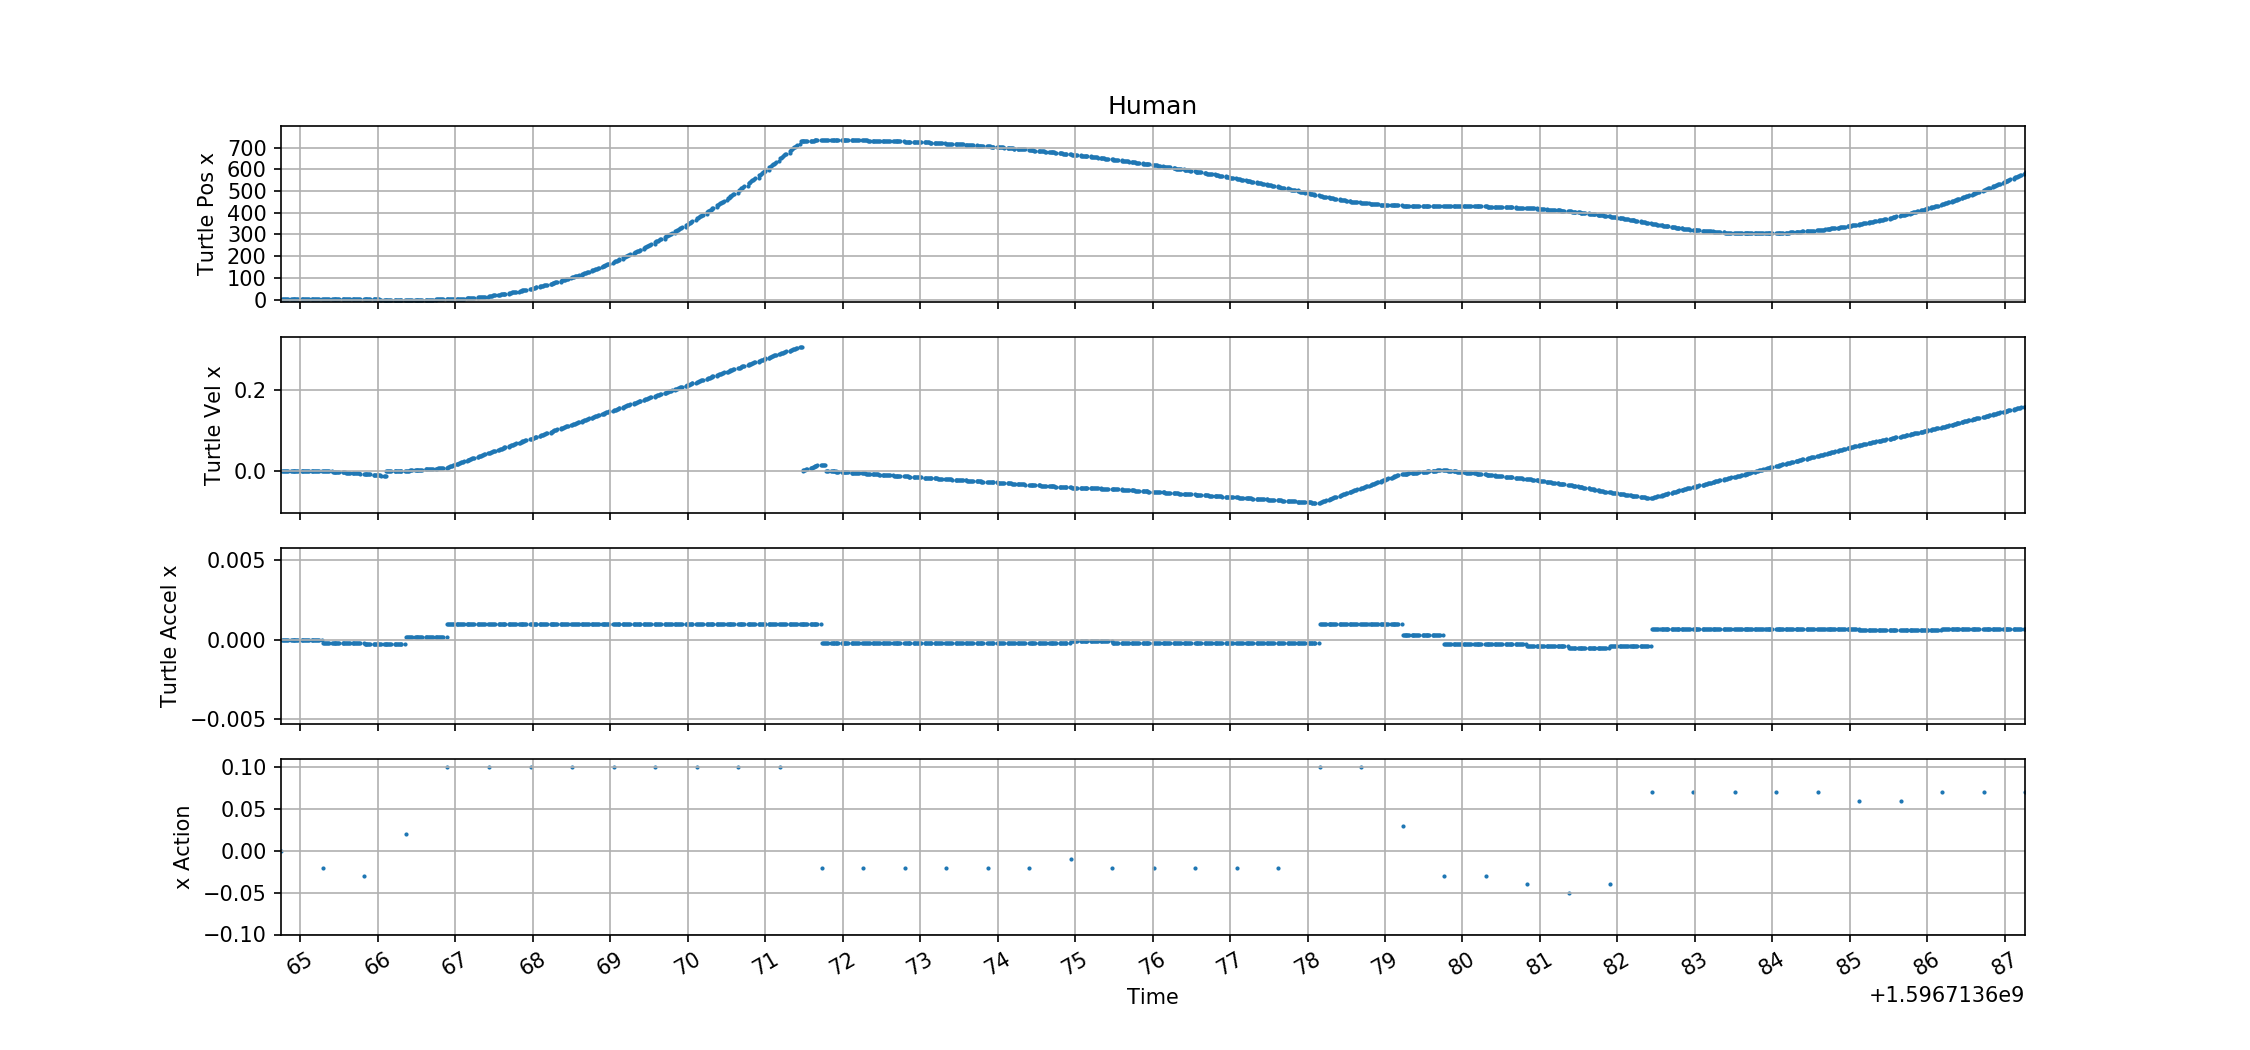 Human
Turtle Pos x
700
600
500
400
300
200
100
0
Turtle Vel x
0.2
0.0
Turtle Accel x
0.005
0.000
−0.005
x Action
0.10
0.05
0.00
−0.05
−0.10
65 66 67 68 69 70 71 72 73 74 75 76 77 78 79 80 81 82 83 84 85 86 87
Time
+1.5967136e9